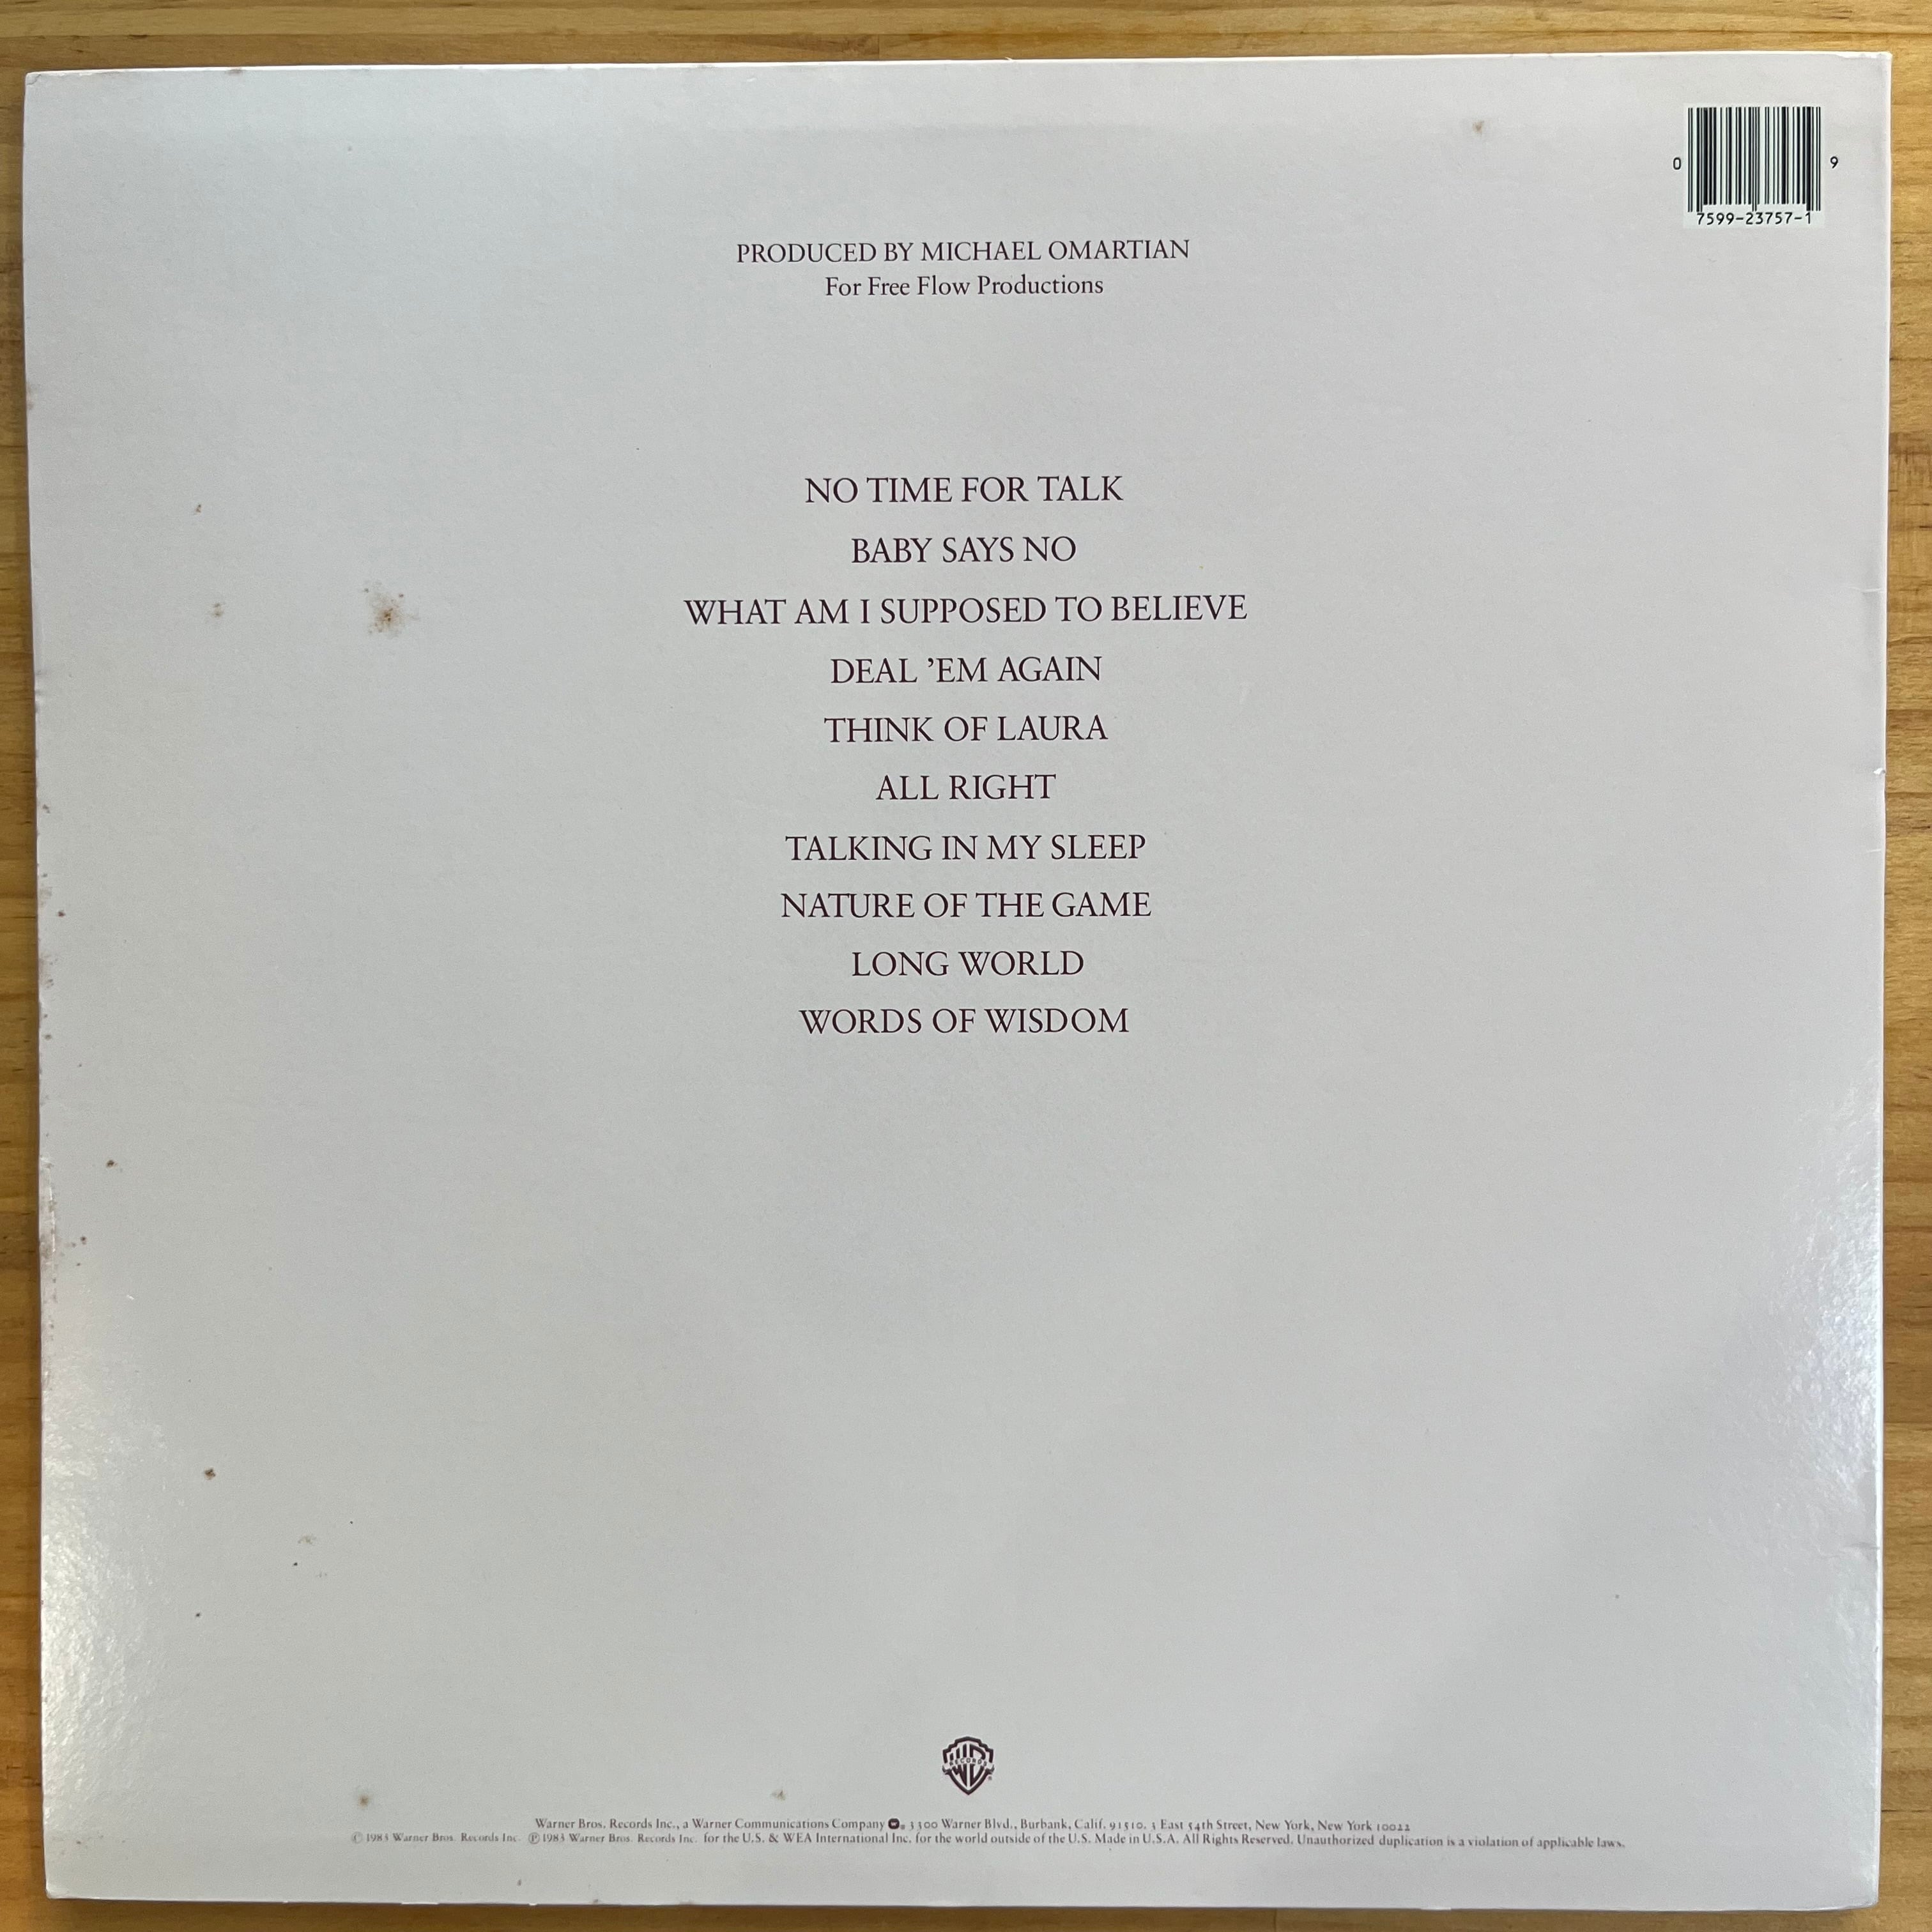 0 9
7599-23757-1
PRODUCED BY MICHAEL OMARTIAN
For Free Flow Productions
NO TIME FOR TALK
BABY SAYS NO
WHAT AM I SUPPOSED TO BELIEVE
DEAL ’EM AGAIN
THINK OF LAURA
ALL RIGHT
TALKING IN MY SLEEP
NATURE OF THE GAME
LONG WORLD
WORDS OF WISDOM
WB RECORDS
Warner Bros. Records Inc., a Warner Communications Company 3300 Warner Blvd., Burbank, Calif. 91510. 3 East 54th Street, New York, New York 10022
© 1983 Warner Bros. Records Inc. ℗ 1983 Warner Bros. Records Inc. for the U.S. & WEA International Inc. for the world outside of the U.S. Made in U.S.A. All Rights Reserved. Unauthorized duplication is a violation of applicable laws.